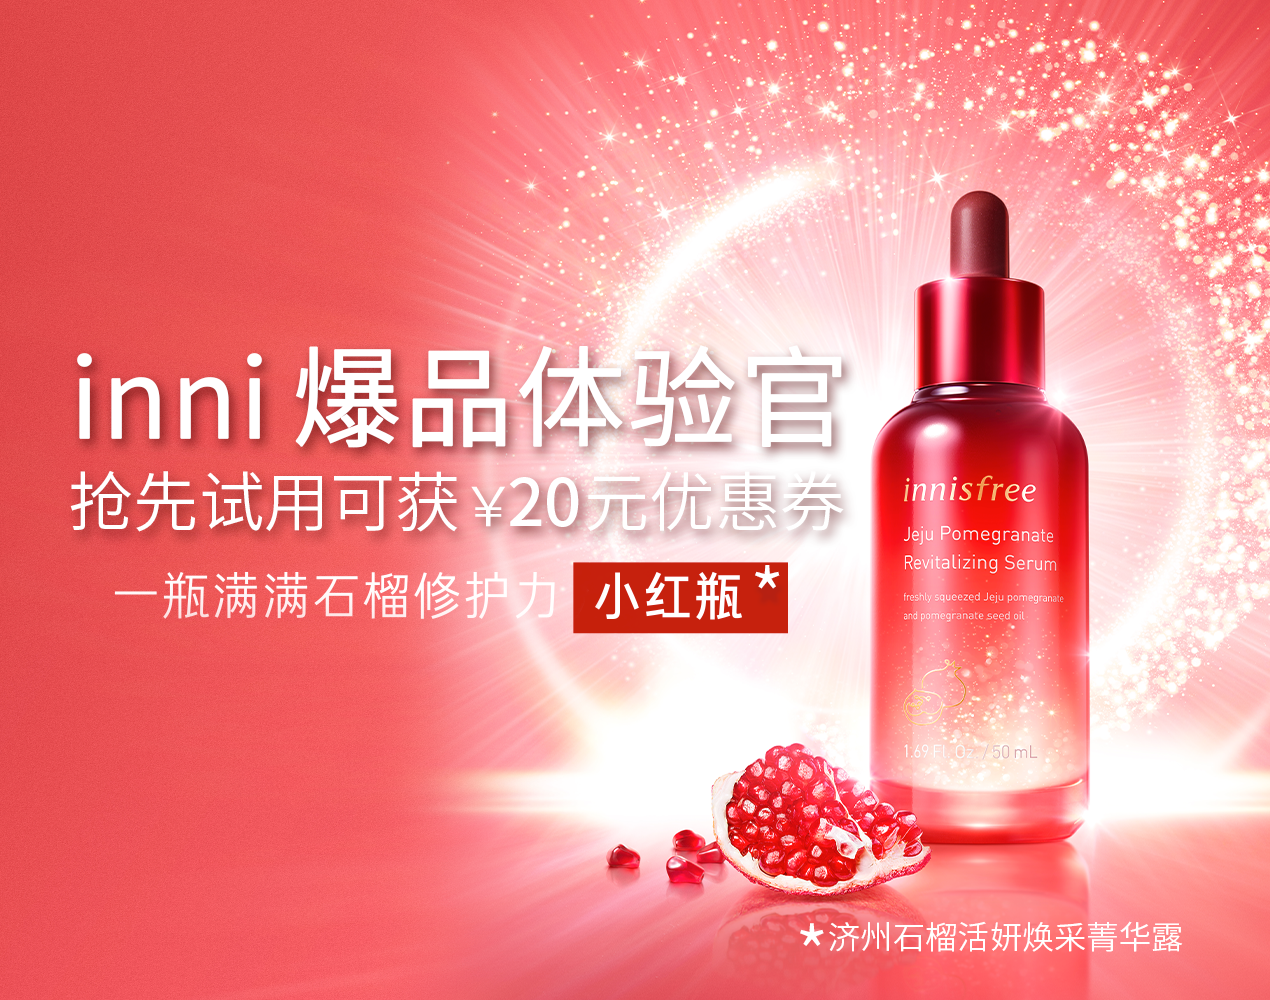 inni 爆品体验官
抢先试用可获¥20元优惠券
一瓶满满石榴修护力 小红瓶*
innisfree
Jeju Pomegranate
Revitalizing Serum
freshly squeezed Jeju pomegranate
and pomegranate seed oil
1.69 Fl. Oz. / 50 mL
*济州石榴活妍焕采菁华露